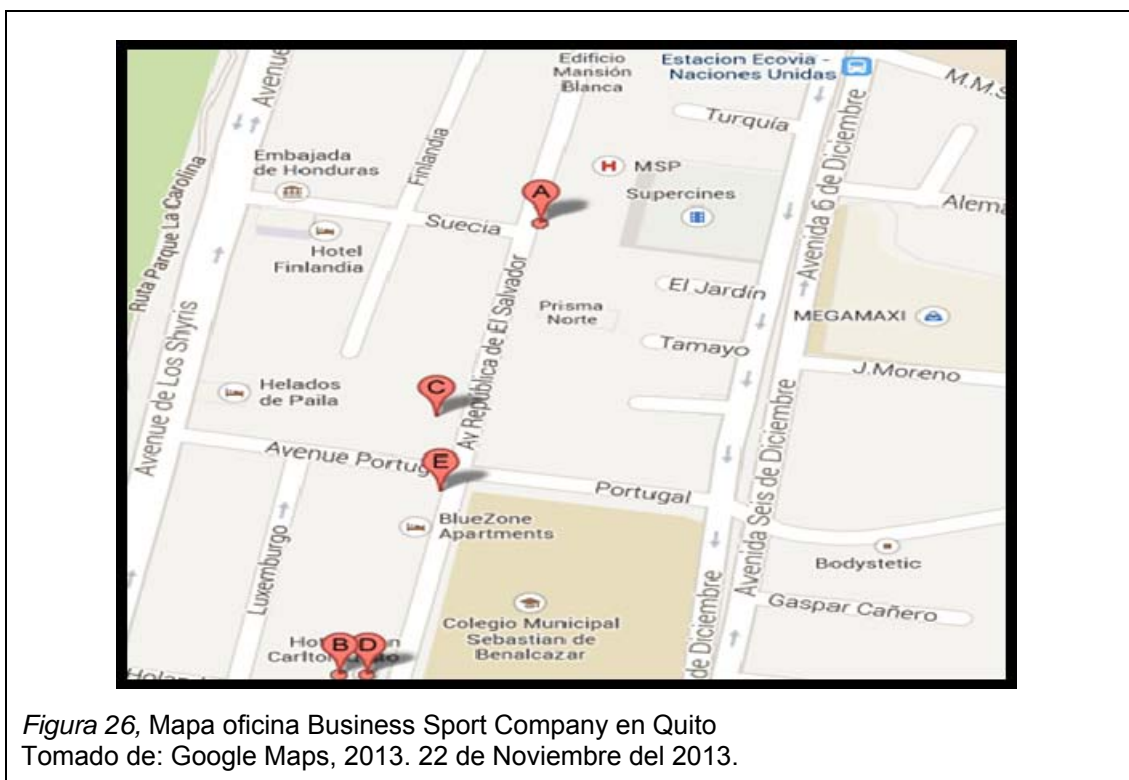 Edificio
Mansión
Blanca
Estacion Ecovia -
Naciones Unidas
M.M.S
Avenue
Turquía
Finlandia
Embajada
de Honduras
H
MSP
A
Supercines
Avenida 6 de Diciembre
Alema
Ruta Parque La Carolina
Suecia
Hotel
Finlandia
El Jardín
Prisma
Norte
MEGAMAXI
Avenue de Los Shyris
Av República de El Salvador
Tamayo
J.Moreno
Helados
de Paila
C
Avenue Portug
E
Portugal
Avenida Seis de Diciembre
BlueZone
Apartments
Luxemburgo
Bodystetic
Gaspar Cañero
Colegio Municipal
Sebastian de
Benalcazar
de Diciembre
B D
Figura 26, Mapa oficina Business Sport Company en Quito
Tomado de: Google Maps, 2013. 22 de Noviembre del 2013.